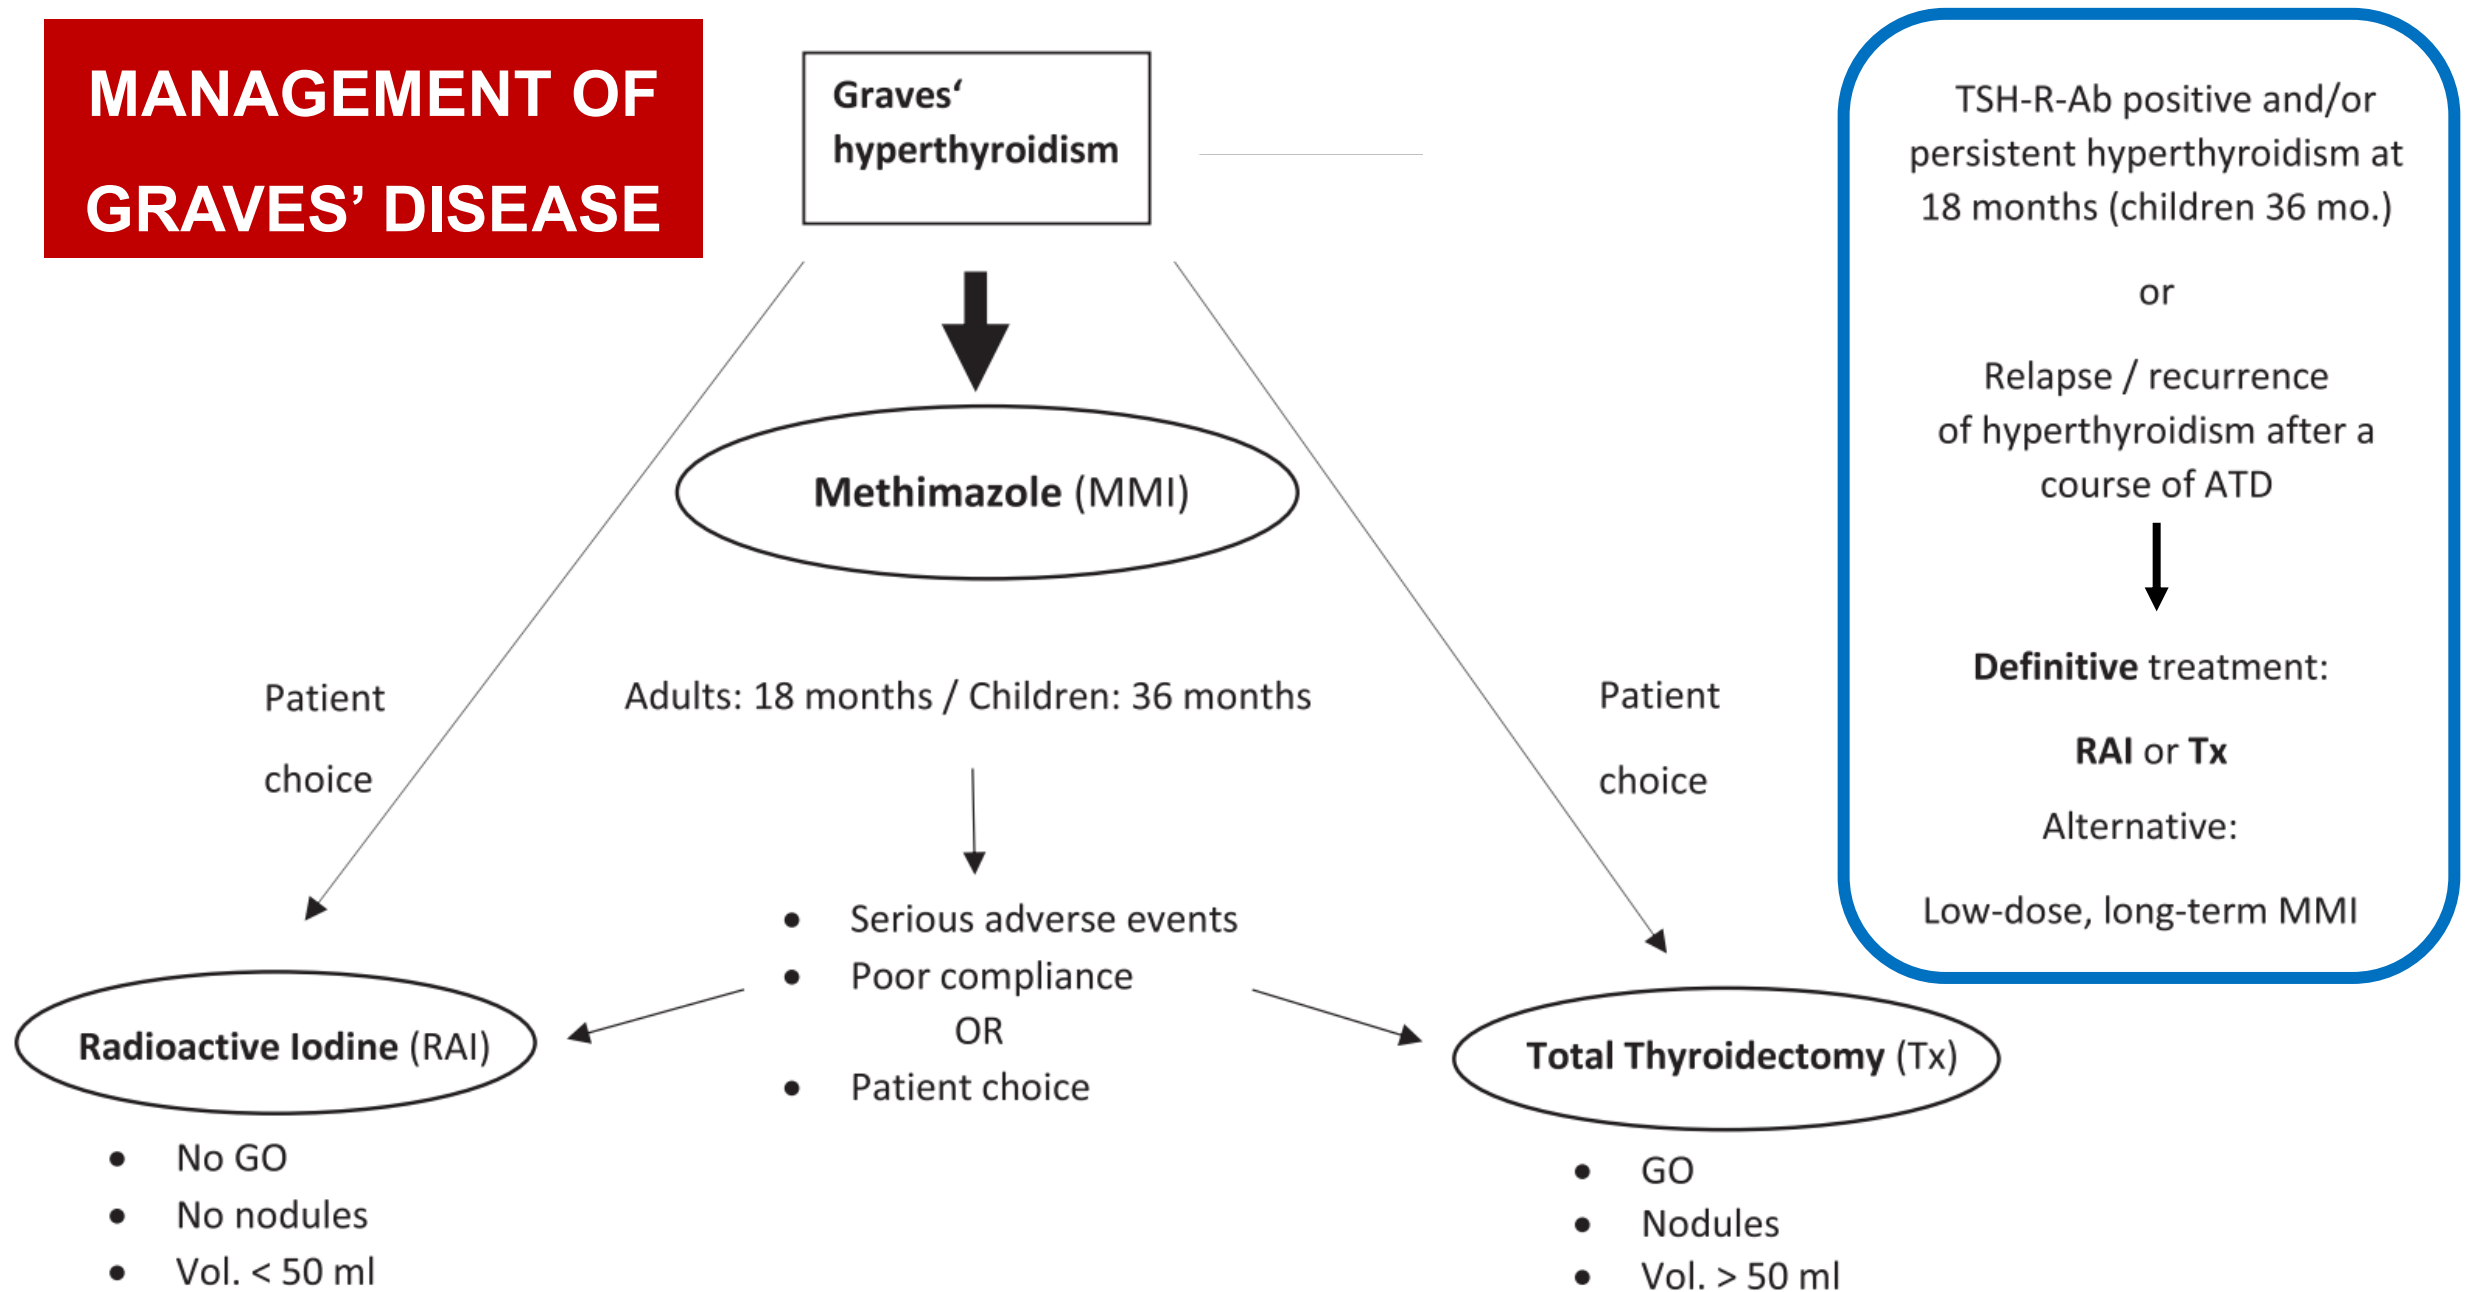 MANAGEMENT OF
GRAVES’ DISEASE
Graves‘
hyperthyroidism
Methimazole (MMI)
Adults: 18 months / Children: 36 months
Patient
choice
Patient
choice
• Serious adverse events
• Poor compliance
OR
• Patient choice
Radioactive Iodine (RAI)
• No GO
• No nodules
• Vol. < 50 ml
Total Thyroidectomy (Tx)
• GO
• Nodules
• Vol. > 50 ml
TSH-R-Ab positive and/or
persistent hyperthyroidism at
18 months (children 36 mo.)
or
Relapse / recurrence
of hyperthyroidism after a
course of ATD
Definitive treatment:
RAI or Tx
Alternative:
Low-dose, long-term MMI